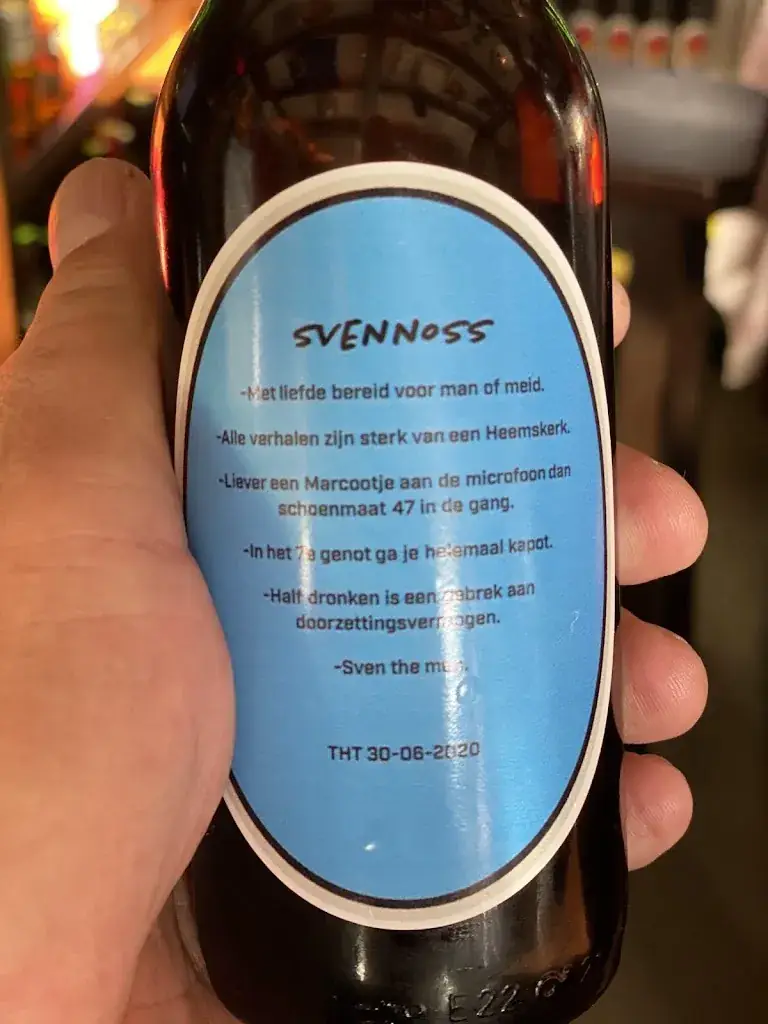 SVENNOSS
-Met liefde bereid voor man of meid.
-Alle verhalen zijn sterk van een Heemskerk.
-Liever een Marcootje aan de microfoon dan
schoenmaat 47 in de gang.
-In het 7e genot ga je helemaal kapot.
-Half dronken is een gebrek aan
doorzettingsvermogen.
-Sven the
THT 30-06-2020
E22